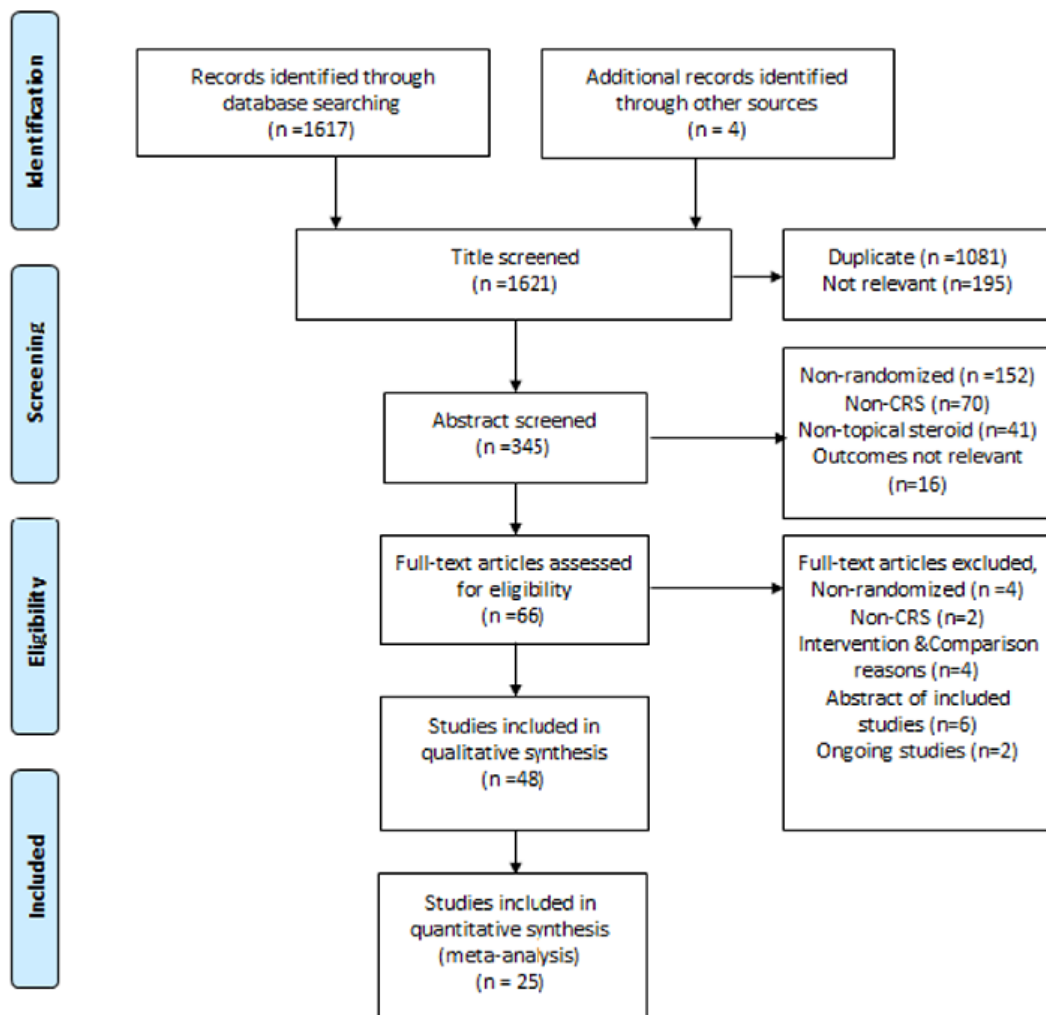 Identification
Records identified through
database searching
(n =1617)
Additional records identified
through other sources
(n = 4)
Title screened
(n =1621)
Duplicate (n =1081)
Not relevant (n=195)
Screening
Abstract screened
(n =345)
Non-randomized (n =152)
Non-CRS (n=70)
Non-topical steroid (n=41)
Outcomes not relevant
(n=16)
Eligibility
Full-text articles assessed
for eligibility
(n =66)
Full-text articles excluded,
Non-randomized (n =4)
Non-CRS (n=2)
Intervention &Comparison
reasons (n=4)
Abstract of included
studies (n=6)
Ongoing studies (n=2)
Studies included in
qualitative synthesis
(n =48)
Included
Studies included in
quantitative synthesis
(meta-analysis)
(n = 25)